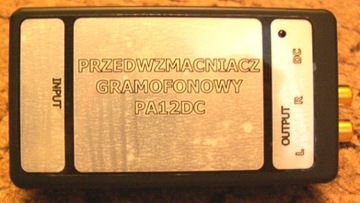 INPUT
PRZEDWZMACNIACZ
GRAMOFONOWY
PA12DC
OUTPUT
L R DC